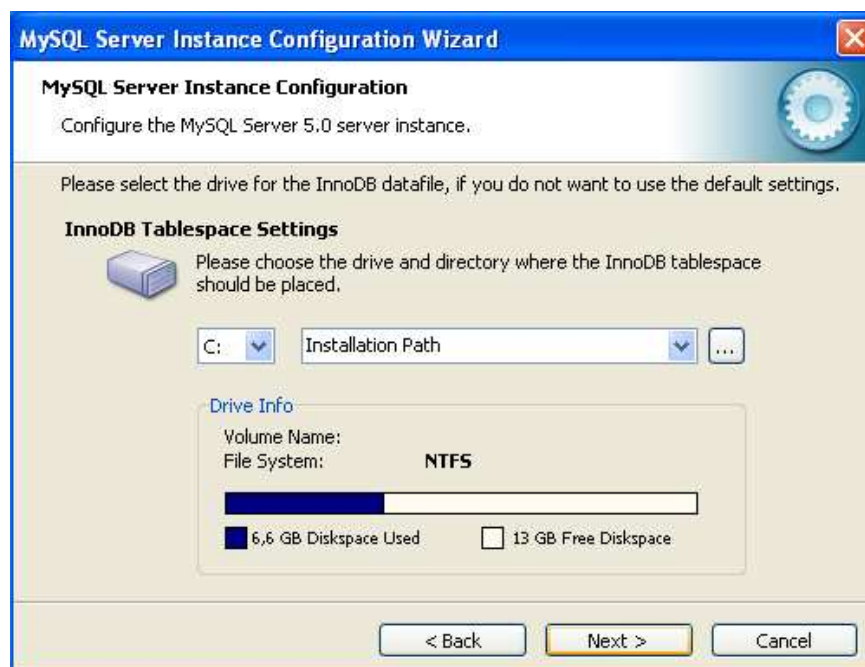 MySQL Server Instance Configuration Wizard
MySQL Server Instance Configuration
Configure the MySQL Server 5.0 server instance.
Please select the drive for the InnoDB datafile, if you do not want to use the default settings.
InnoDB Tablespace Settings
Please choose the drive and directory where the InnoDB tablespace
should be placed.
C: Installation Path ...
Drive Info
Volume Name:
File System: NTFS
6,6 GB Diskspace Used 13 GB Free Diskspace
< Back Next > Cancel